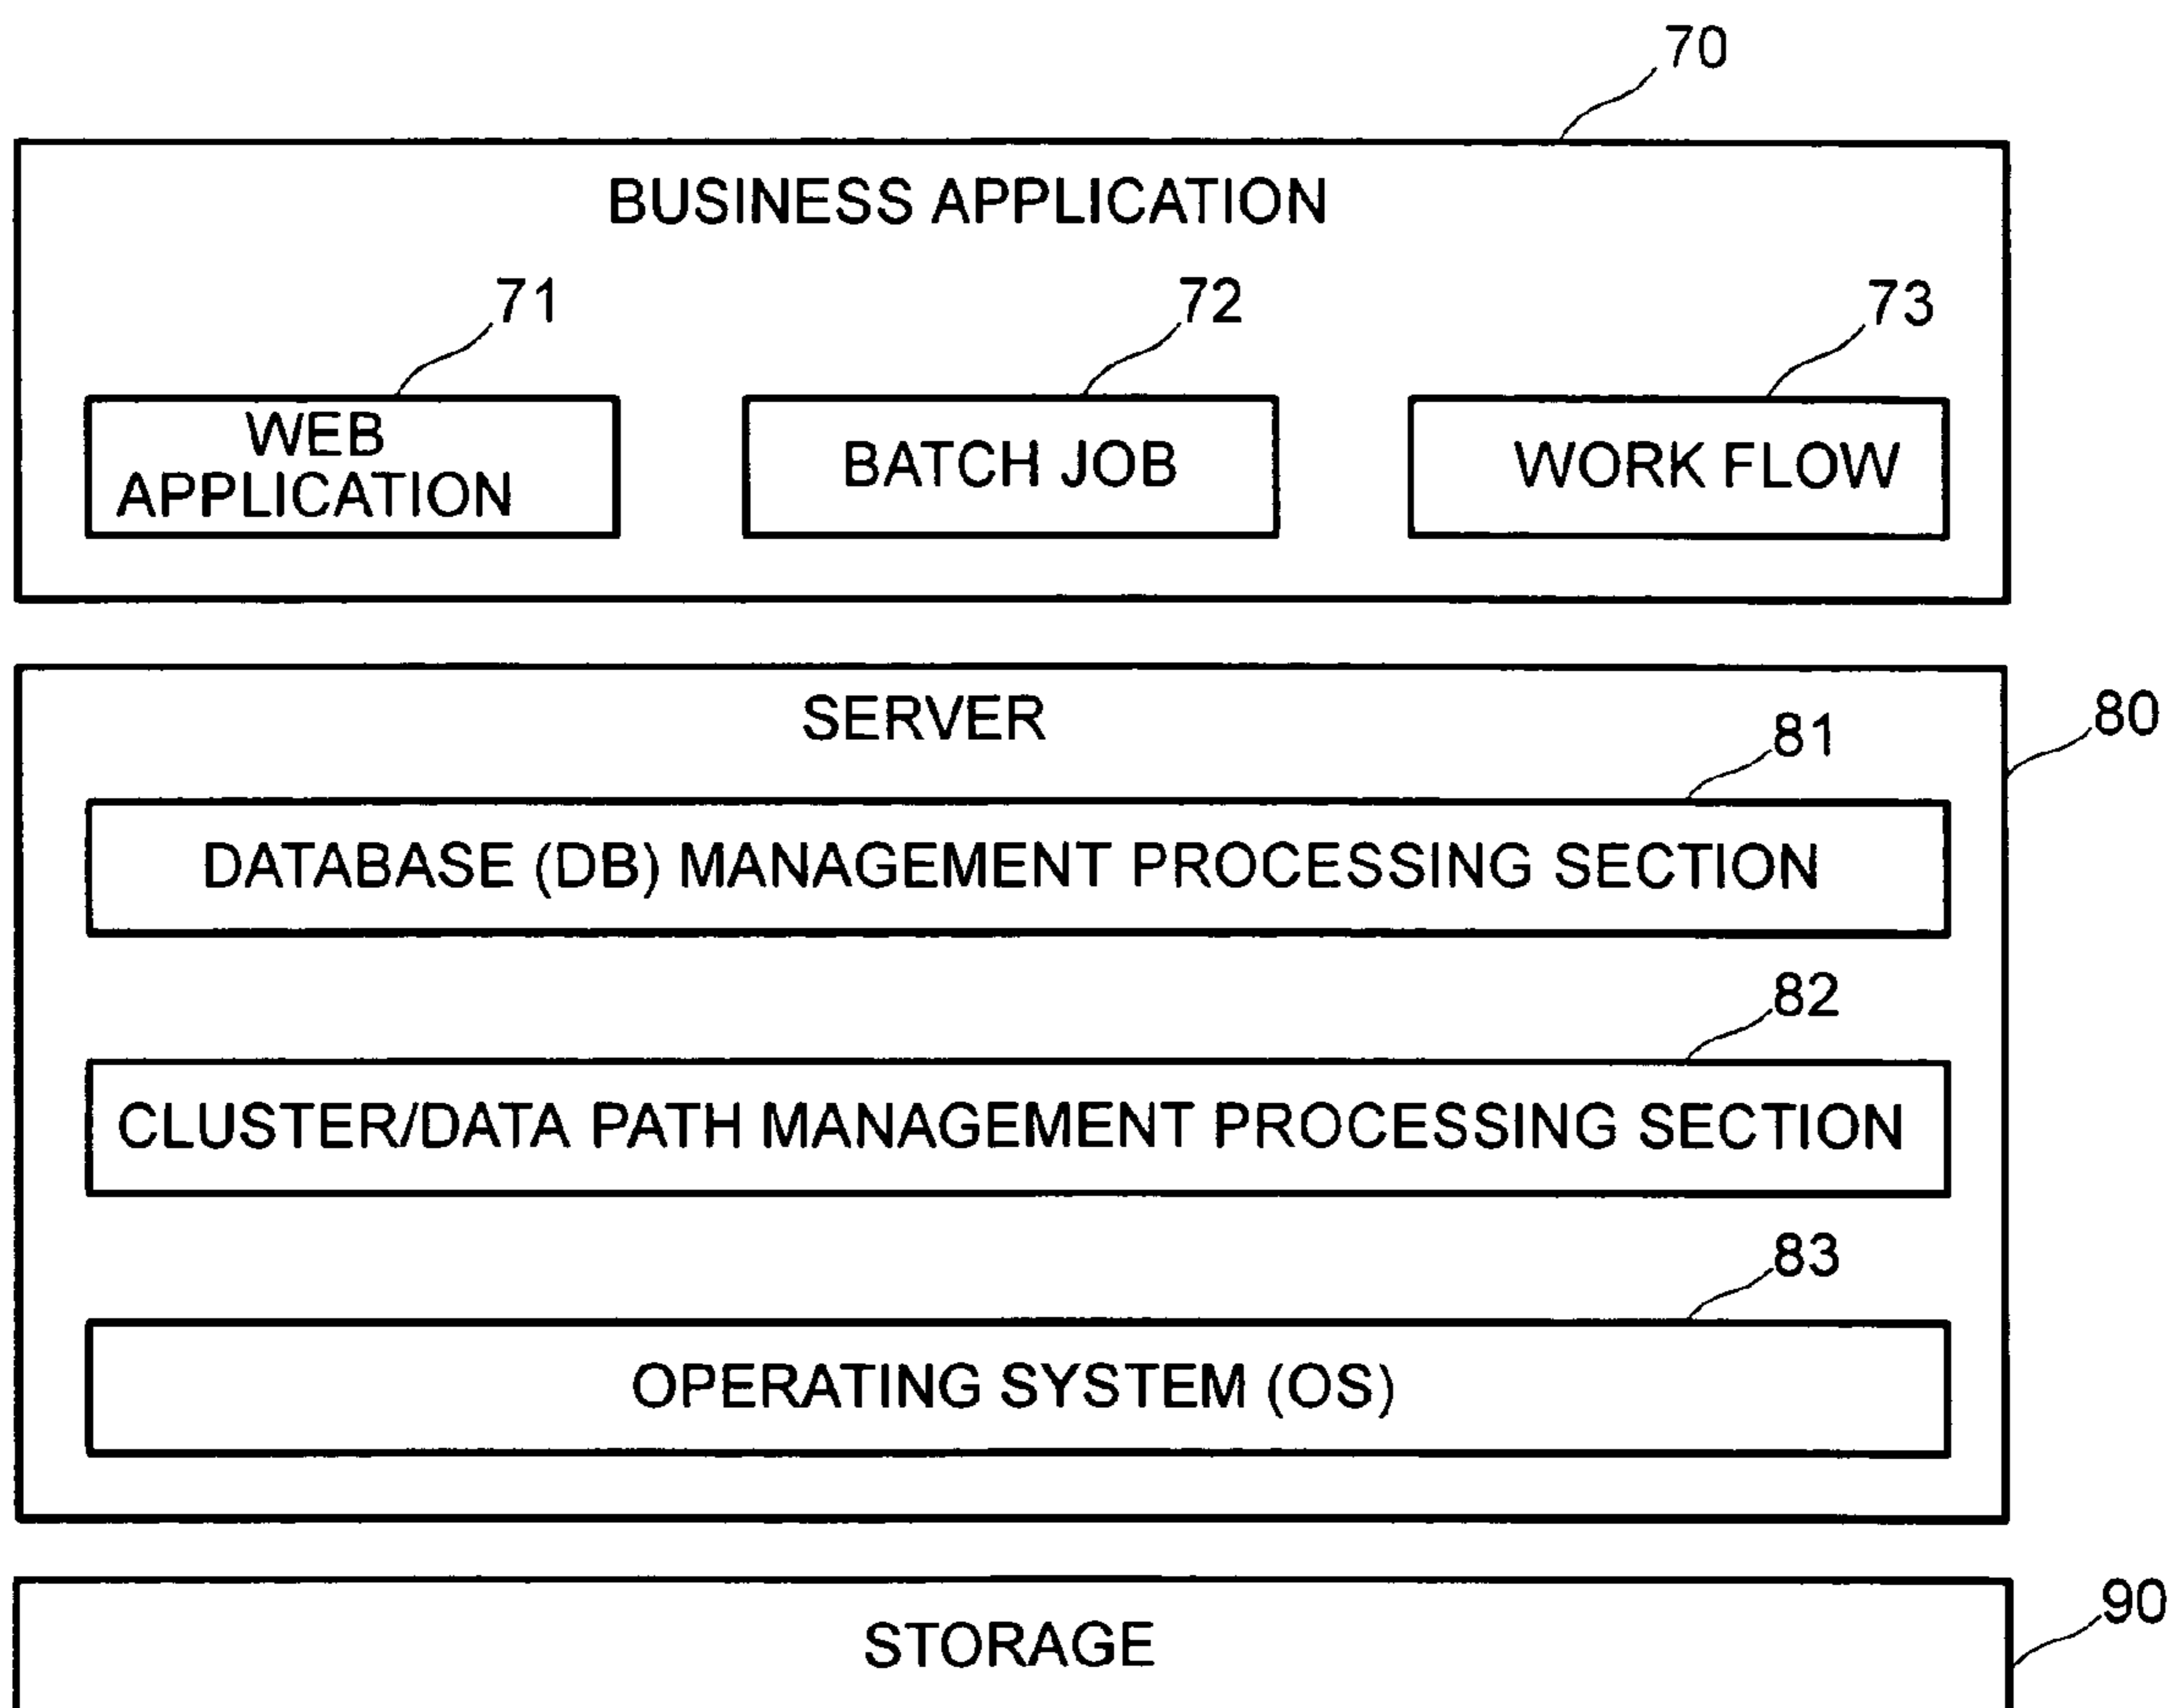 70
BUSINESS APPLICATION
71
72
73
WEB
APPLICATION
BATCH JOB
WORK FLOW
SERVER
80
81
DATABASE (DB) MANAGEMENT PROCESSING SECTION
82
CLUSTER/DATA PATH MANAGEMENT PROCESSING SECTION
83
OPERATING SYSTEM (OS)
90
STORAGE